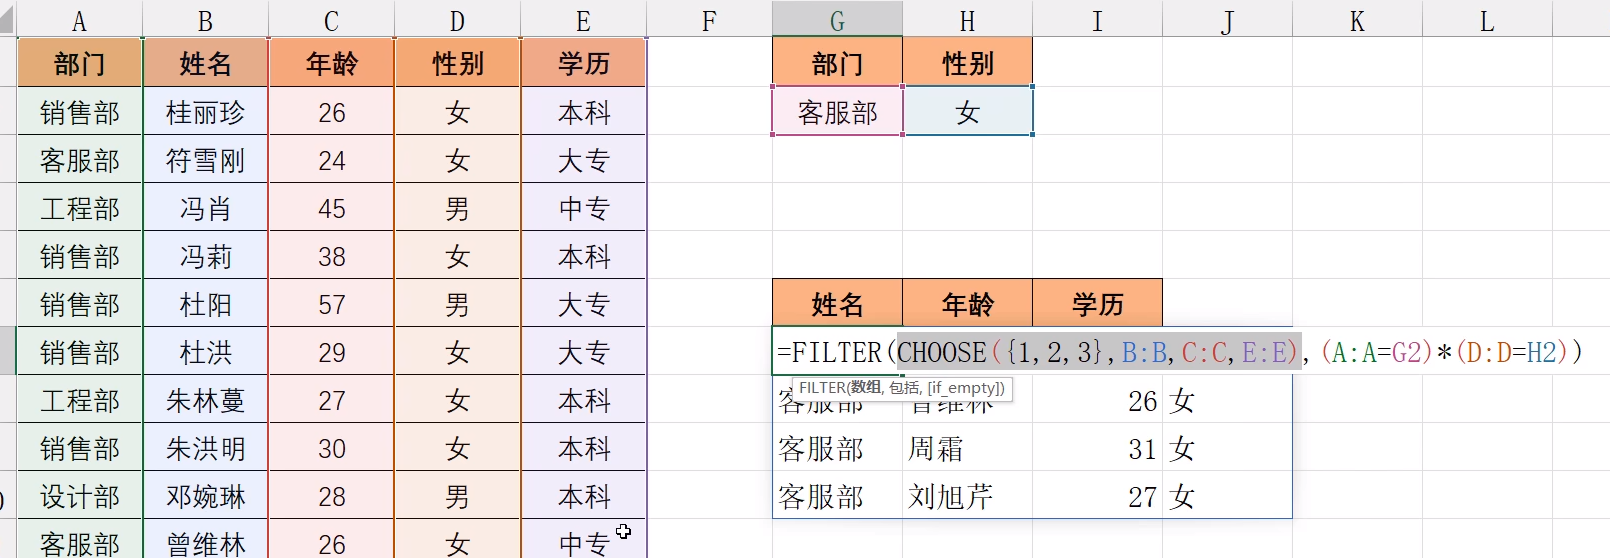 A B C D E F G H I J K L
部门 姓名 年龄 性别 学历 部门 性别
销售部 桂丽珍 26 女 本科 客服部 女
客服部 符雪刚 24 女 大专
工程部 冯肖 45 男 中专
销售部 冯莉 38 女 本科
销售部 杜阳 57 男 大专 姓名 年龄 学历
销售部 杜洪 29 女 大专 =FILTER(CHOOSE({1,2,3},B:B,C:C,E:E),(A:A=G2)*(D:D=H2))
FILTER(数组, 包括, [if_empty])
工程部 朱林蔓 27 女 本科 客服部 曾维林 26 女
销售部 朱洪明 30 女 本科 客服部 周霜 31 女
设计部 邓婉琳 28 男 本科 客服部 刘旭芹 27 女
客服部 曾维林 26 女 中专